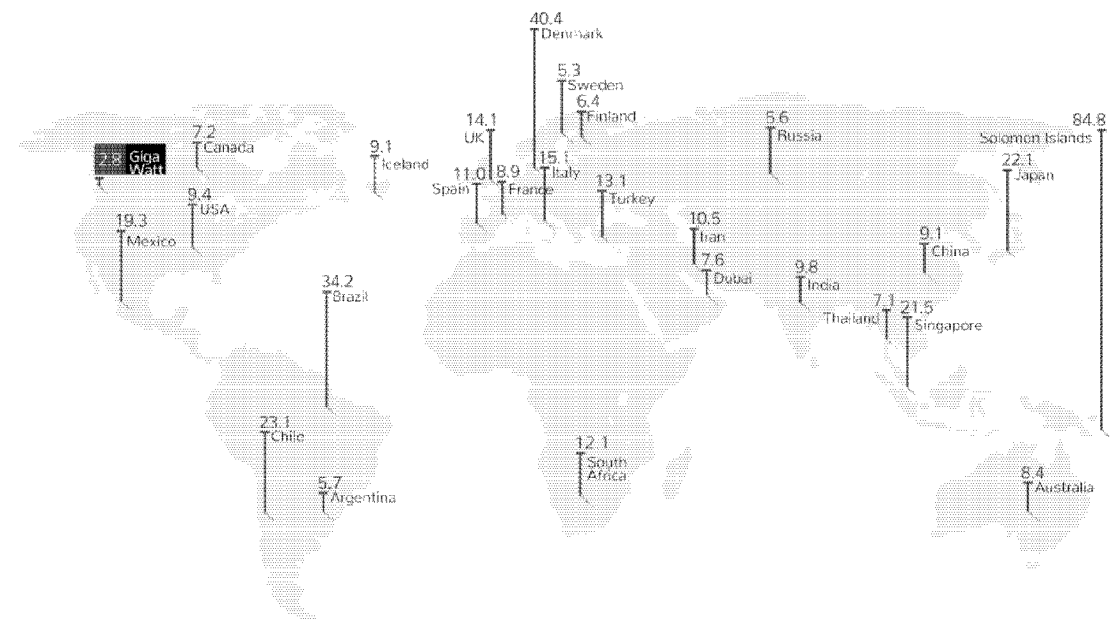 40.4
Denmark
5.3
Sweden
6.4
Finland
14.1
UK
5.6
Russia
84.8
Solomon Islands
7.2
Canada
2.8 Giga
Watt
9.1
Iceland
15.1
Italy
11.0
Spain
8.9
France
22.1
Japan
13.1
Turkey
9.4
USA
19.3
Mexico
10.5
Iran
9.1
China
7.6
Dubai
9.8
India
34.2
Brazil
7.1
Thailand
21.5
Singapore
23.1
Chile
12.1
South
Africa
5.7
Argentina
8.4
Australia